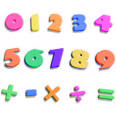 0 1 2 3 4
5 6 7 8 9
+ × − = ÷